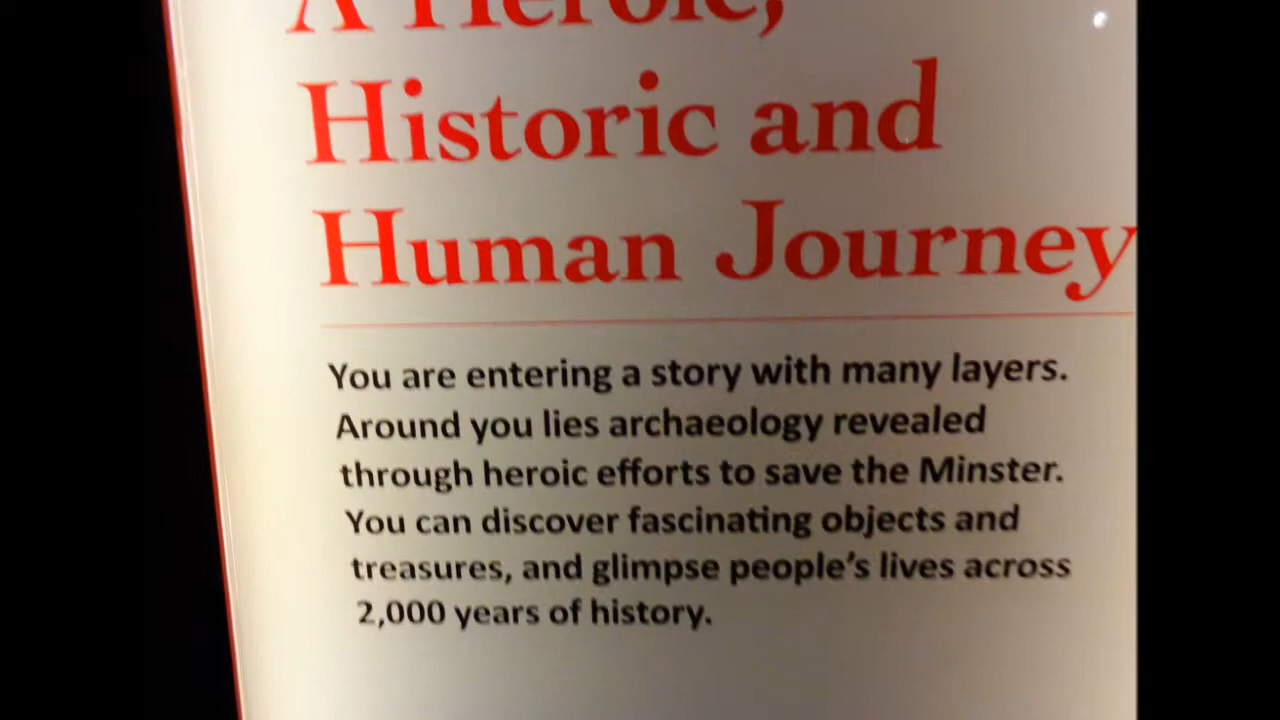 A Heroic,
Historic and
Human Journey
You are entering a story with many layers.
Around you lies archaeology revealed
through heroic efforts to save the Minster.
You can discover fascinating objects and
treasures, and glimpse people's lives across
2,000 years of history.